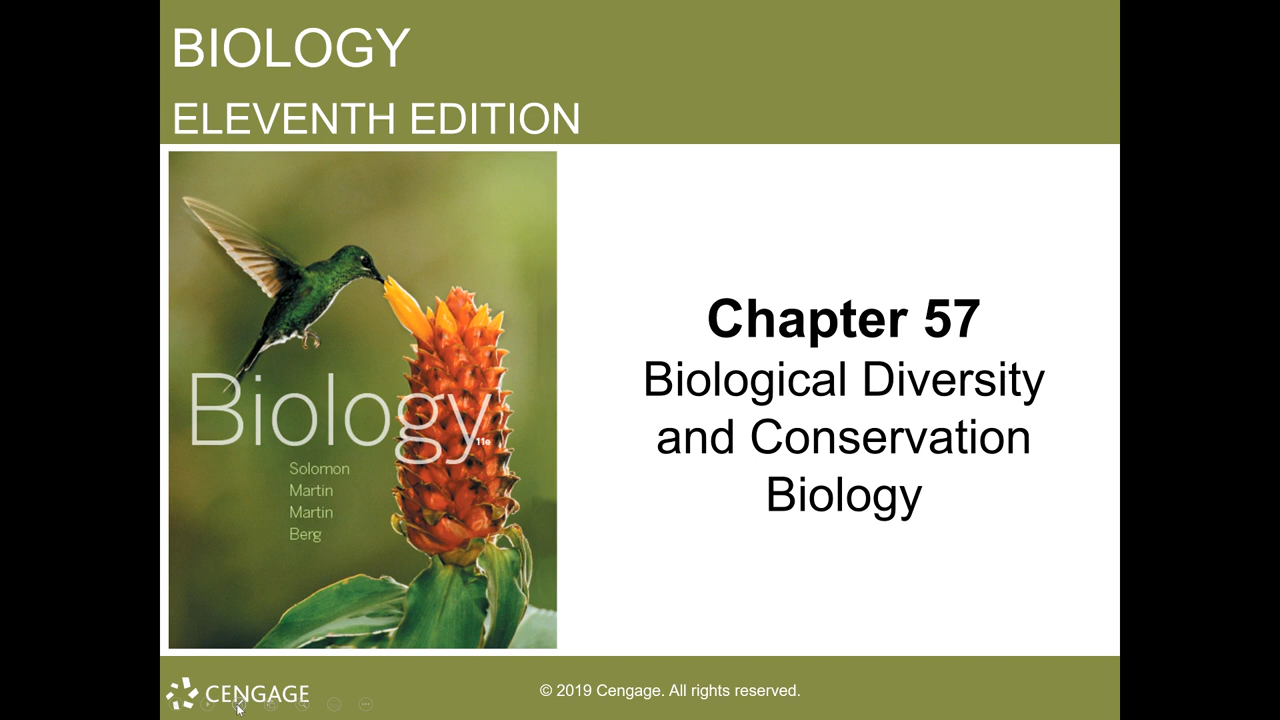 BIOLOGY
ELEVENTH EDITION
Biology
11e
Solomon
Martin
Martin
Berg
Chapter 57
Biological Diversity
and Conservation
Biology
CENGAGE
© 2019 Cengage. All rights reserved.